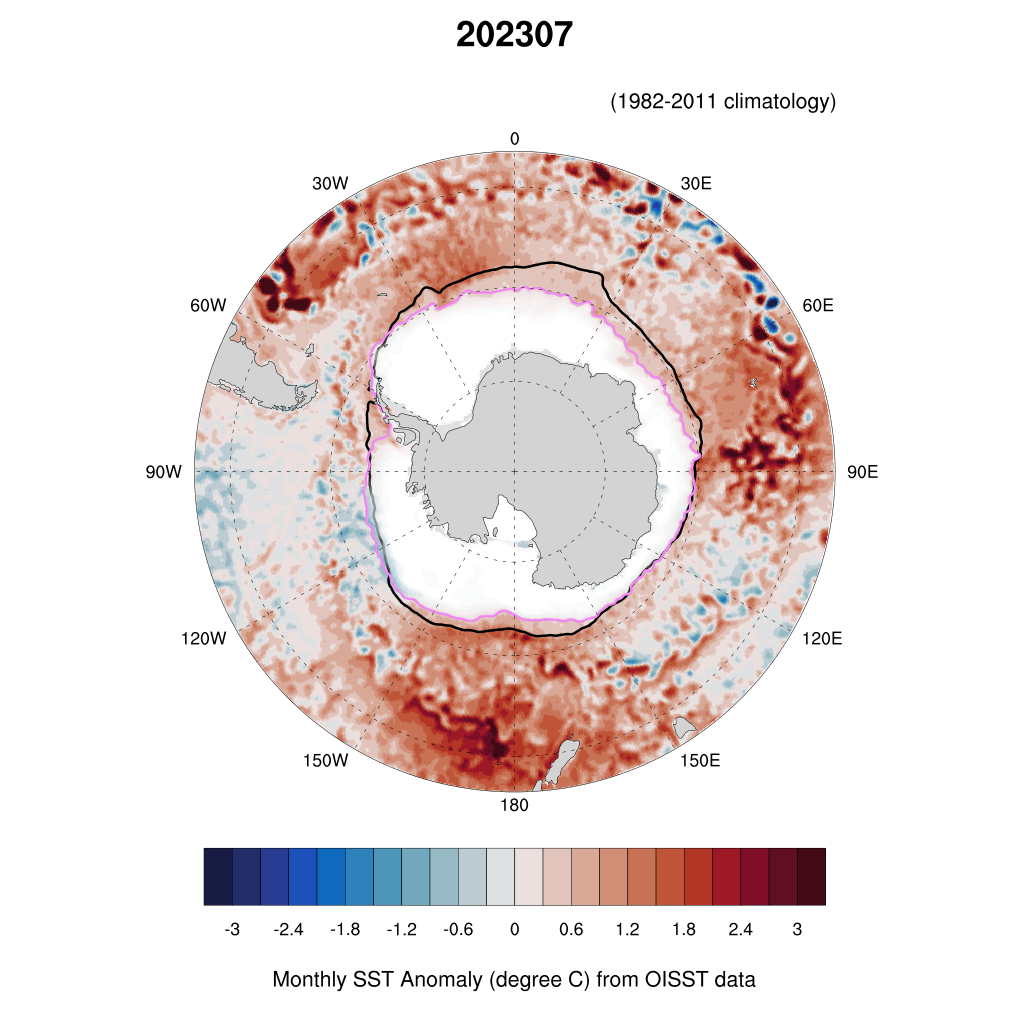 202307
(1982-2011 climatology)
0
30W
30E
60W
60E
90W
90E
120W
120E
150W
150E
180
-3 -2.4 -1.8 -1.2 -0.6 0 0.6 1.2 1.8 2.4 3
Monthly SST Anomaly (degree C) from OISST data